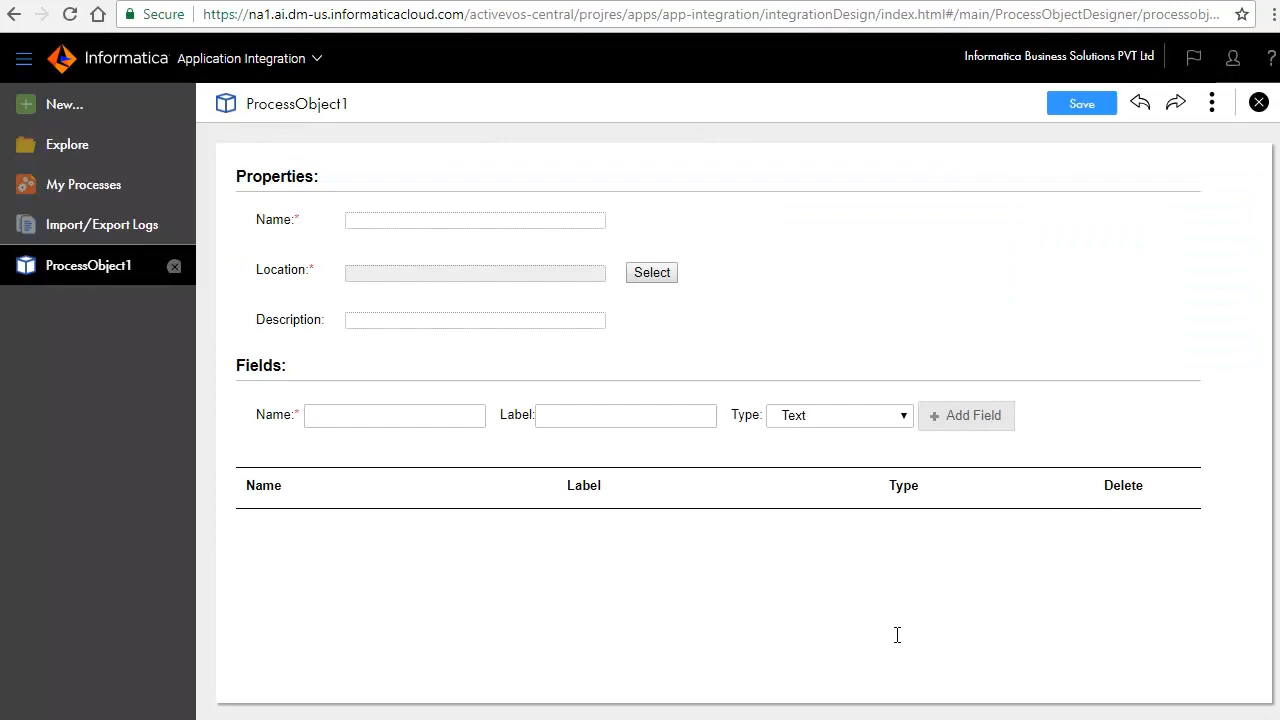 Secure https://na1.ai.dm-us.informaticacloud.com/activevos-central/projres/apps/app-integration/integrationDesign/index.html#/main/ProcessObjectDesigner/processobj...
Informatica Application Integration Informatica Business Solutions PVT Ltd ?
New... ProcessObject1 Save
Explore
My Processes
Import/Export Logs
ProcessObject1
Properties:
Name:*
Location:* Select
Description:
Fields:
Name:* Label: Type: Text + Add Field
Name Label Type Delete